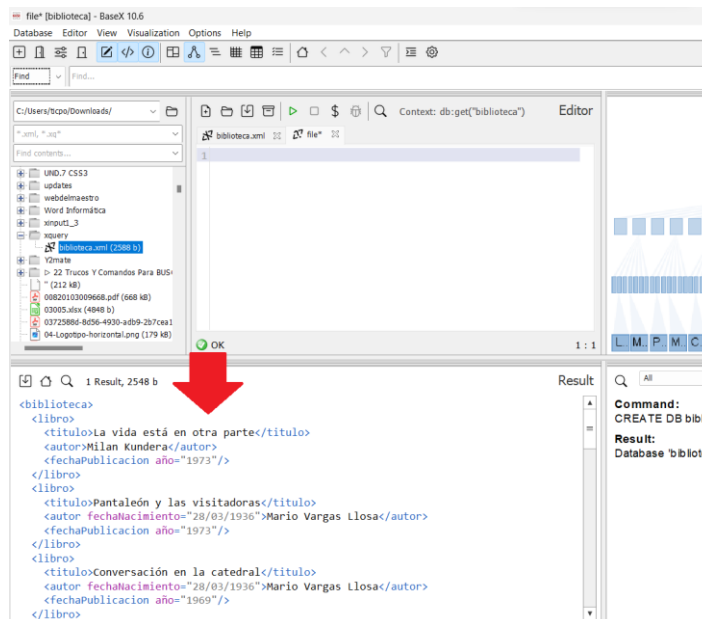 file* [biblioteca] - BaseX 10.6
Database Editor View Visualization Options Help
Find Find...
C:/Users/tcpo/Downloads/
Context: db:get("biblioteca") Editor
*.xml, *.xq*
biblioteca.xml file*
Find contents...
1
UND.7 CSS3
updates
webdelmaestro
Word Informática
xinput1_3
xquery
biblioteca.xml (2588 b)
Y2mate
▷ 22 Trucos Y Comandos Para BUS
" (212 kB)
00820103009668.pdf (668 kB)
03005.xlsx (4848 b)
0372588d-8d56-4930-adb9-2b7cea1
04-Logotipo-horizontal.png (179 kB)
OK 1 : 1
L... M.. P.. M.. C.
1 Result, 2548 b Result
All
<biblioteca>
<libro>
<titulo>La vida está en otra parte</titulo>
<autor>Milan Kundera</autor>
<fechaPublicacion año="1973"/>
</libro>
<libro>
<titulo>Pantaleón y las visitadoras</titulo>
<autor fechaNacimiento="28/03/1936">Mario Vargas Llosa</autor>
<fechaPublicacion año="1973"/>
</libro>
<libro>
<titulo>Conversación en la catedral</titulo>
<autor fechaNacimiento="28/03/1936">Mario Vargas Llosa</autor>
<fechaPublicacion año="1969"/>
</libro>
Command:
CREATE DB bibl
Result:
Database 'bibliot